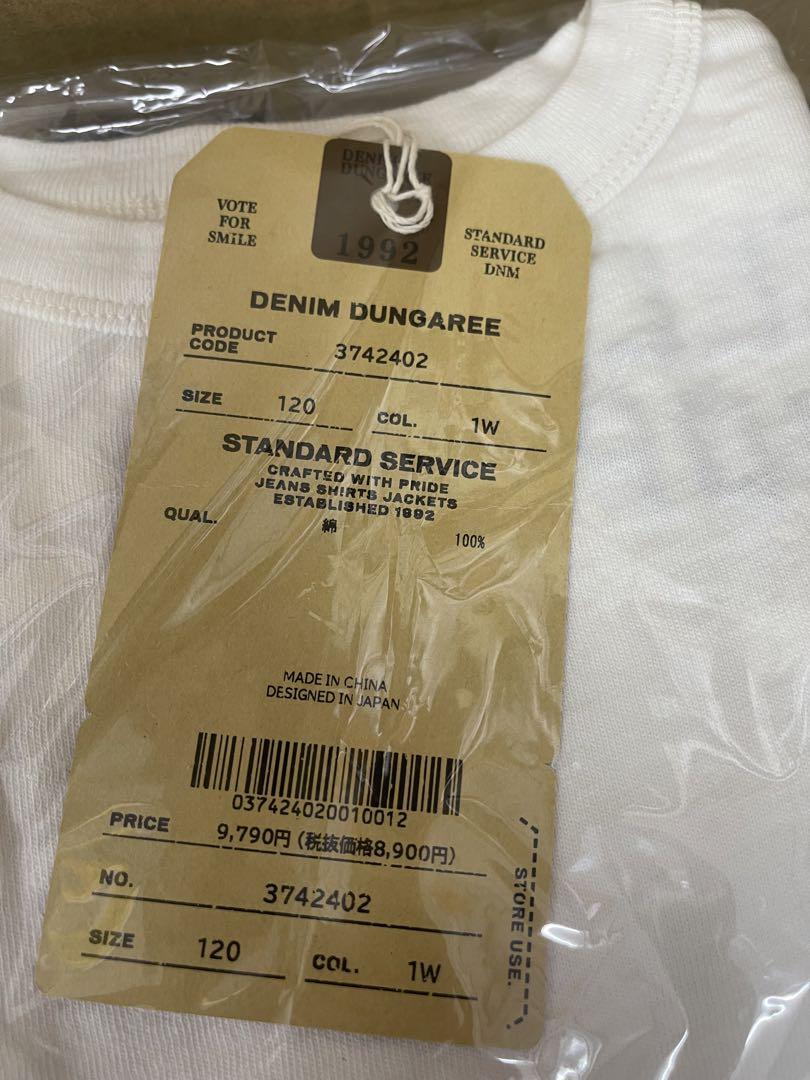 VOTE
FOR
SMiLE
1992
STANDARD
SERVICE
DNM
DENIM DUNGAREE
PRODUCT
CODE 3742402
SIZE 120 COL. 1W
STANDARD SERVICE
CRAFTED WITH PRIDE
JEANS SHIRTS JACKETS
ESTABLISHED 1992
QUAL. 綿 100%
MADE IN CHINA
DESIGNED IN JAPAN
037424020010012
PRICE 9,790円 (税抜価格8,900円)
NO. 3742402
SIZE 120 COL. 1W
STORE USE.